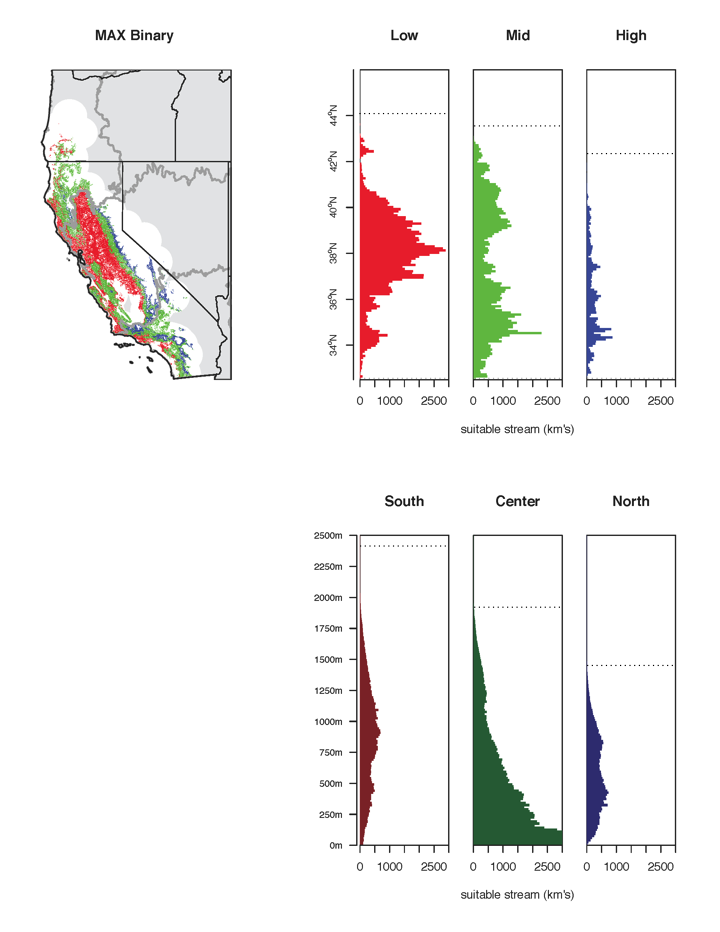 MAX Binary
Low Mid High
44°N
42°N
40°N
38°N
36°N
34°N
0 1000 2500 0 1000 2500 0 1000 2500
suitable stream (km's)
South Center North
2500m
2250m
2000m
1750m
1500m
1250m
1000m
750m
500m
250m
0m
0 1000 2500 0 1000 2500 0 1000 2500
suitable stream (km's)